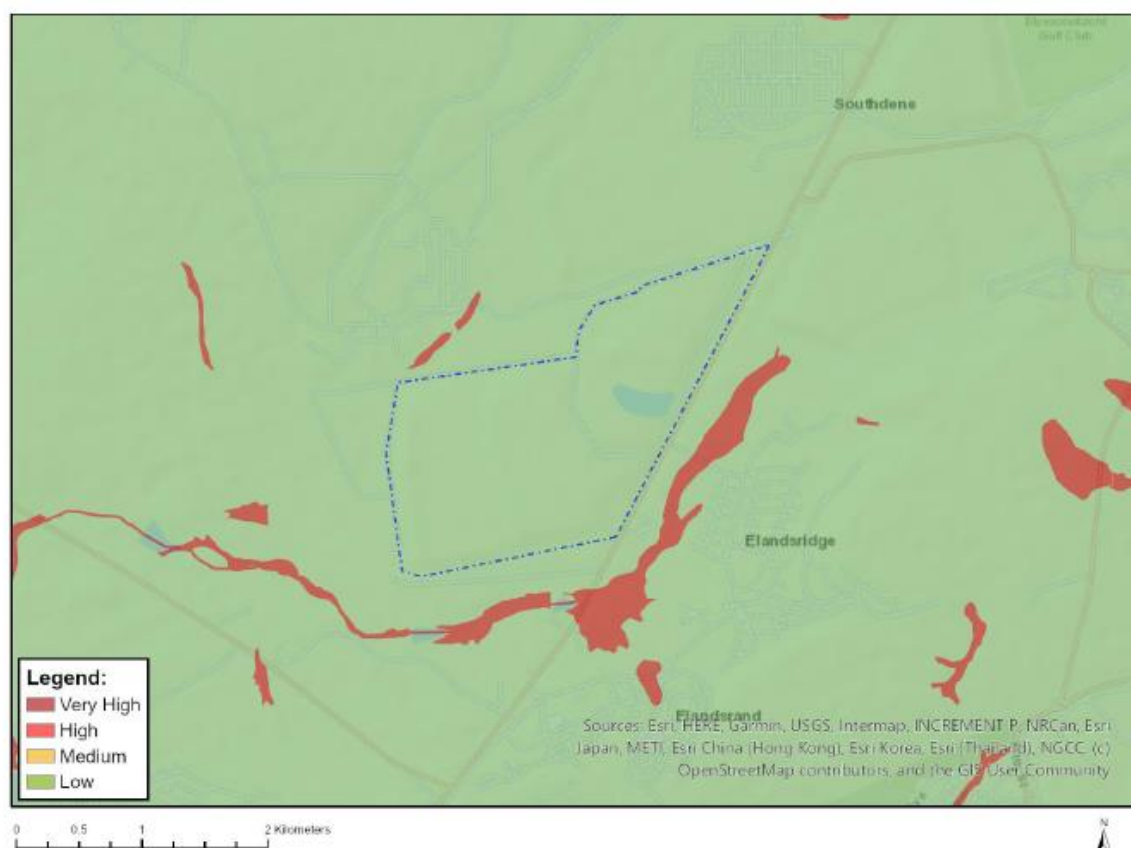 Golf Club
Southdene
Elandsridge
Elandsrand
Legend:
Very High
High
Medium
Low
Sources: Esri, HERE, Garmin, USGS, Intermap, INCREMENT P, NRCan, Esri
Japan, METI, Esri China (Hong Kong), Esri Korea, Esri (Thailand), NGCC, (c)
OpenStreetMap contributors, and the GIS User Community
0 0.5 1 2 Kilometers
N